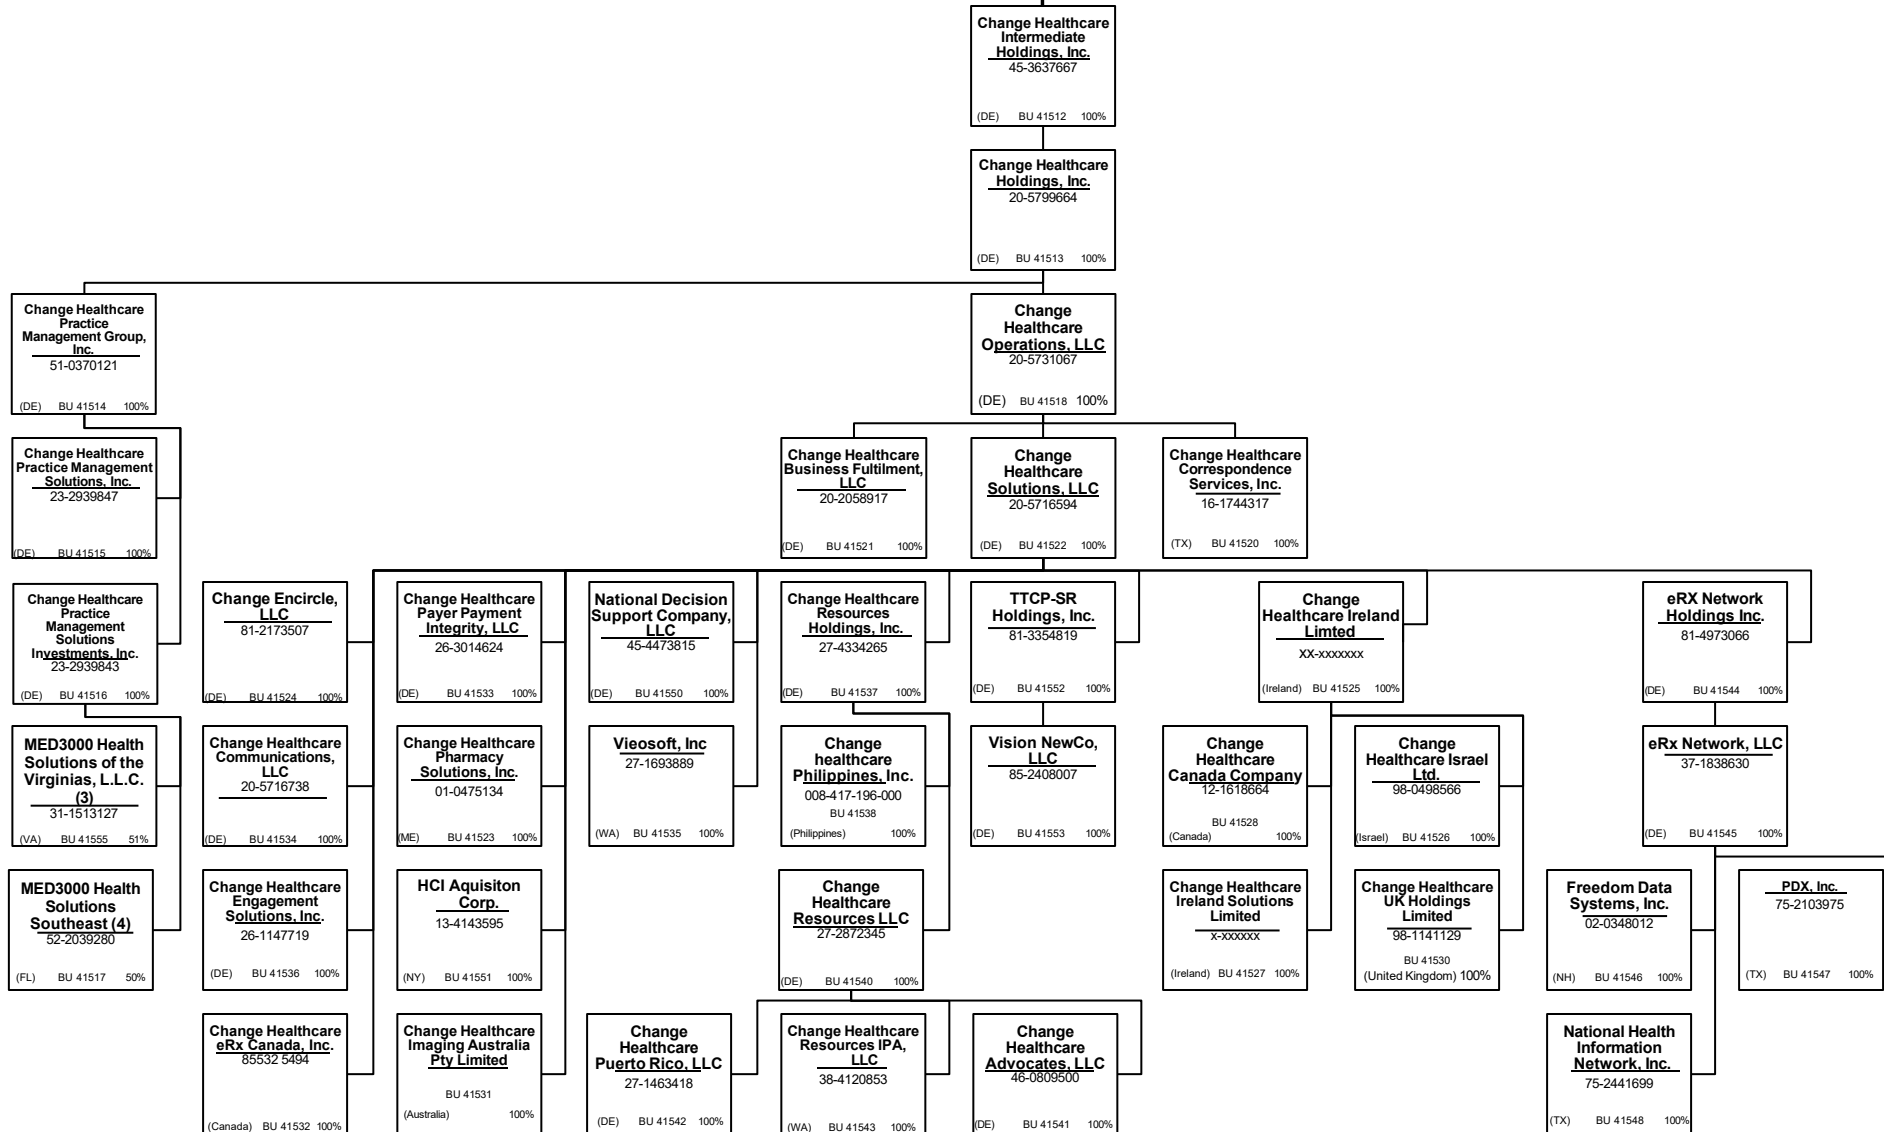 Change Healthcare
Intermediate
Holdings, Inc.
45-3637667
(DE) BU 41512 100%
Change Healthcare
Holdings, Inc.
20-5799664
(DE) BU 41513 100%
Change Healthcare
Practice
Management Group,
Inc.
51-0370121
(DE) BU 41514 100%
Change
Healthcare
Operations, LLC
20-5731067
(DE) BU 41518 100%
Change Healthcare
Practice Management
Solutions, Inc.
23-2939847
(DE) BU 41515 100%
Change Healthcare
Business Fultilment,
LLC
20-2058917
(DE) BU 41521 100%
Change
Healthcare
Solutions, LLC
20-5716594
(DE) BU 41522 100%
Change Healthcare
Correspondence
Services, Inc.
16-1744317
(TX) BU 41520 100%
Change Healthcare
Practice
Management
Solutions
Investments, Inc.
23-2939843
(DE) BU 41516 100%
Change Encircle,
LLC
81-2173507
(DE) BU 41524 100%
Change Healthcare
Payer Payment
Integrity, LLC
26-3014624
(DE) BU 41533 100%
National Decision
Support Company,
LLC
45-4473815
(DE) BU 41550 100%
Change Healthcare
Resources
Holdings, Inc.
27-4334265
(DE) BU 41537 100%
TTCP-SR
Holdings, Inc.
81-3354819
(DE) BU 41552 100%
Change
Healthcare Ireland
Limted
XX-xxxxxxx
(Ireland) BU 41525 100%
eRX Network
Holdings Inc.
81-4973066
(DE) BU 41544 100%
MED3000 Health
Solutions of the
Virginias, L.L.C.
(3)
31-1513127
(VA) BU 41555 51%
Change Healthcare
Communications,
LLC
20-5716738
(DE) BU 41534 100%
Change Healthcare
Pharmacy
Solutions, Inc.
01-0475134
(ME) BU 41523 100%
Vieosoft, Inc
27-1693889
(WA) BU 41535 100%
Change
healthcare
Philippines, Inc.
008-417-196-000
BU 41538
(Philippines) 100%
Vision NewCo,
LLC
85-2408007
(DE) BU 41553 100%
Change
Healthcare
Canada Company
12-1618664
BU 41528
(Canada) 100%
Change
Healthcare Israel
Ltd.
98-0498566
(Israel) BU 41526 100%
eRx Network, LLC
37-1838630
(DE) BU 41545 100%
MED3000 Health
Solutions
Southeast (4)
52-2039280
(FL) BU 41517 50%
Change Healthcare
Engagement
Solutions, Inc.
26-1147719
(DE) BU 41536 100%
HCI Aquisiton
Corp.
13-4143595
(NY) BU 41551 100%
Change
Healthcare
Resources LLC
27-2872345
(DE) BU 41540 100%
Change Healthcare
Ireland Solutions
Limited
x-xxxxxx
(Ireland) BU 41527 100%
Change Healthcare
UK Holdings
Limited
98-1141129
BU 41530
(United Kingdom) 100%
Freedom Data
Systems, Inc.
02-0348012
(NH) BU 41546 100%
PDX, Inc.
75-2103975
(TX) BU 41547 100%
Change Healthcare
eRx Canada, Inc.
85532 5494
(Canada) BU 41532 100%
Change Healthcare
Imaging Australia
Pty Limited
BU 41531
(Australia) 100%
Change
Healthcare
Puerto Rico, LLC
27-1463418
(DE) BU 41542 100%
Change Healthcare
Resources IPA,
LLC
38-4120853
(WA) BU 41543 100%
Change
Healthcare
Advocates, LLC
46-0809500
(DE) BU 41541 100%
National Health
Information
Network, Inc.
75-2441699
(TX) BU 41548 100%